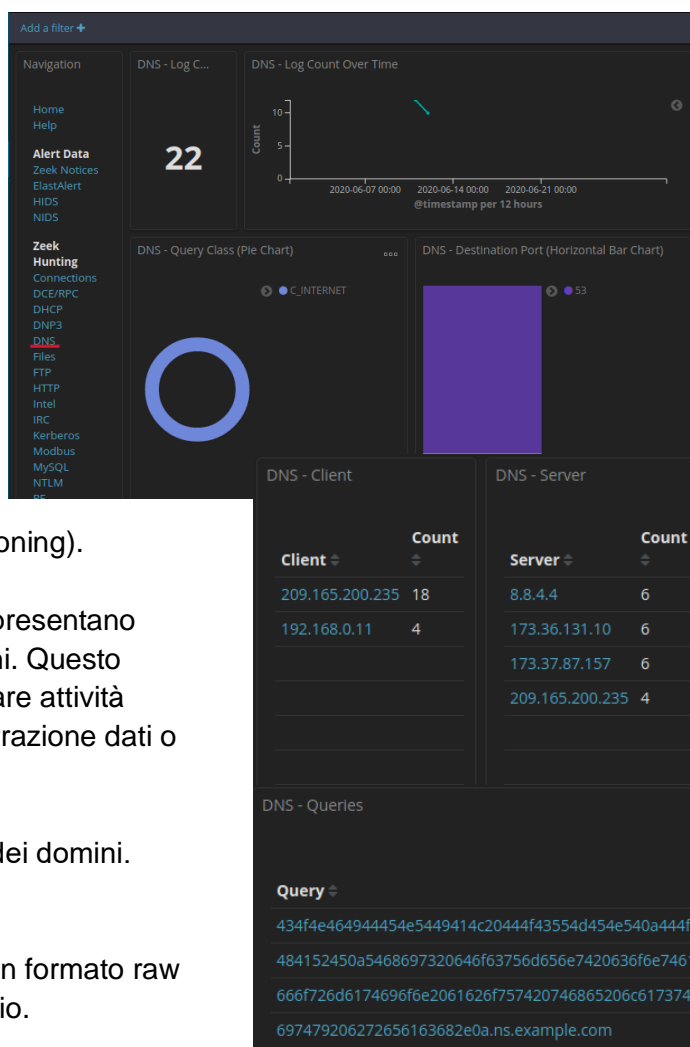 Add a filter +
Navigation
Home
Help
Alert Data
Zeek Notices
ElastAlert
HIDS
NIDS
Zeek
Hunting
Connections
DCE/RPC
DHCP
DNP3
DNS
Files
FTP
HTTP
Intel
IRC
Kerberos
Modbus
MySQL
NTLM
DNS - Log C...
22
DNS - Log Count Over Time
Count
10
5
0
2020-06-07 00:00 2020-06-14 00:00 2020-06-21 00:00
@timestamp per 12 hours
DNS - Query Class (Pie Chart)
C_INTERNET
DNS - Destination Port (Horizontal Bar Chart)
53
DNS - Client
Client Count
209.165.200.235 18
192.168.0.11 4
DNS - Server
Server Count
8.8.4.4 6
173.36.131.10 6
173.37.87.157 6
209.165.200.235 4
DNS - Queries
Query
434f4e464944454e5449414c20444f43554d454e540a444f
484152450a5468697320646f63756d656e7420636f6e746
666f726d6174696f6e2061626f757420746865206c617374
697479206272656163682e0a.ns.example.com
oning).
presentano
ni. Questo
are attività
trazione dati o
dei domini.
in formato raw
io.